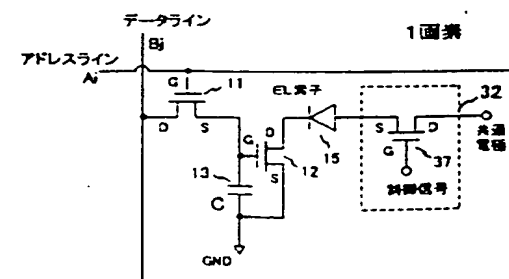 データライン
Bj
1画素
アドレスライン
Ai
G
11
D
S
EL素子
15
32
S
D
G
37
共通
電極
制御信号
G
D
S
12
13
C
GND